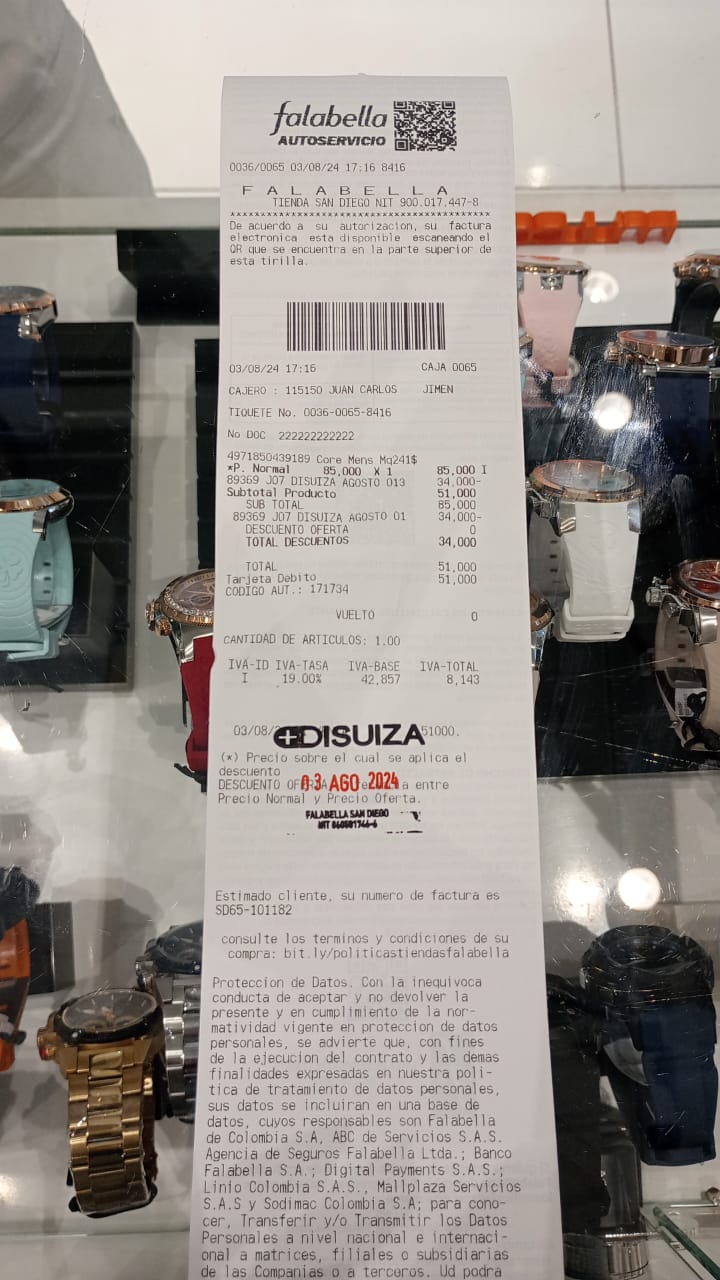 falabella
AUTOSERVICIO
0036/0065 03/08/24 17:16 8416
F A L A B E L L A
TIENDA SAN DIEGO NIT 900.017.447-8
De acuerdo a su autorizacion, su factura
electronica esta disponible escaneando el
QR que se encuentra en la parte superior de
esta tirilla.
03/08/24 17:16 CAJA 0065
CAJERO : 115150 JUAN CARLOS JIMEN
TIQUETE No. 0036-0065-8416
No DOC 222222222222
4971850439189 Core Mens Mq241$
*P. Normal 85,000 X 1 85,000 I
89369 J07 DISUIZA AGOSTO 013 34,000-
Subtotal Producto 51,000
SUB TOTAL 85,000
89369 J07 DISUIZA AGOSTO 01 34,000-
DESCUENTO OFERTA 0
TOTAL DESCUENTOS 34,000
TOTAL 51,000
Tarjeta Debito 51,000
CODIGO AUT.: 171734
VUELTO 0
CANTIDAD DE ARTICULOS: 1.00
IVA-ID IVA-TASA IVA-BASE IVA-TOTAL
I 19.00% 42,857 8,143
03/08/2 DISUIZA 51000.
(*) Precio sobre el cual se aplica el
descuento
03 AGO 2024
DESCUENTO entre
Precio Normal y Precio Oferta.
FALABELLA SAN DIEGO
Estimado cliente, su numero de factura es
SD65-101182
consulte los terminos y condiciones de su
compra: bit.ly/politicastiendasfalabella
Proteccion de Datos. Con la inequivoca
conducta de aceptar y no devolver la
presente y en cumplimiento de la nor-
matividad vigente en proteccion de datos
personales, se advierte que, con fines
de la ejecucion del contrato y las demas
finalidades expresadas en nuestra poli-
tica de tratamiento de datos personales,
sus datos se incluiran en una base de
datos, cuyos responsables son Falabella
de Colombia S.A, ABC de Servicios S.A.S.
Agencia de Seguros Falabella Ltda.; Banco
Falabella S.A.; Digital Payments S.A.S.;
Linio Colombia S.A.S., Mallplaza Servicios
S.A.S y Sodimac Colombia S.A; para cono-
cer, Transferir y/o Transmitir los Datos
Personales a nivel nacional e internaci-
onal a matrices, filiales o subsidiarias
de las Companias o a terceros. Ud podra